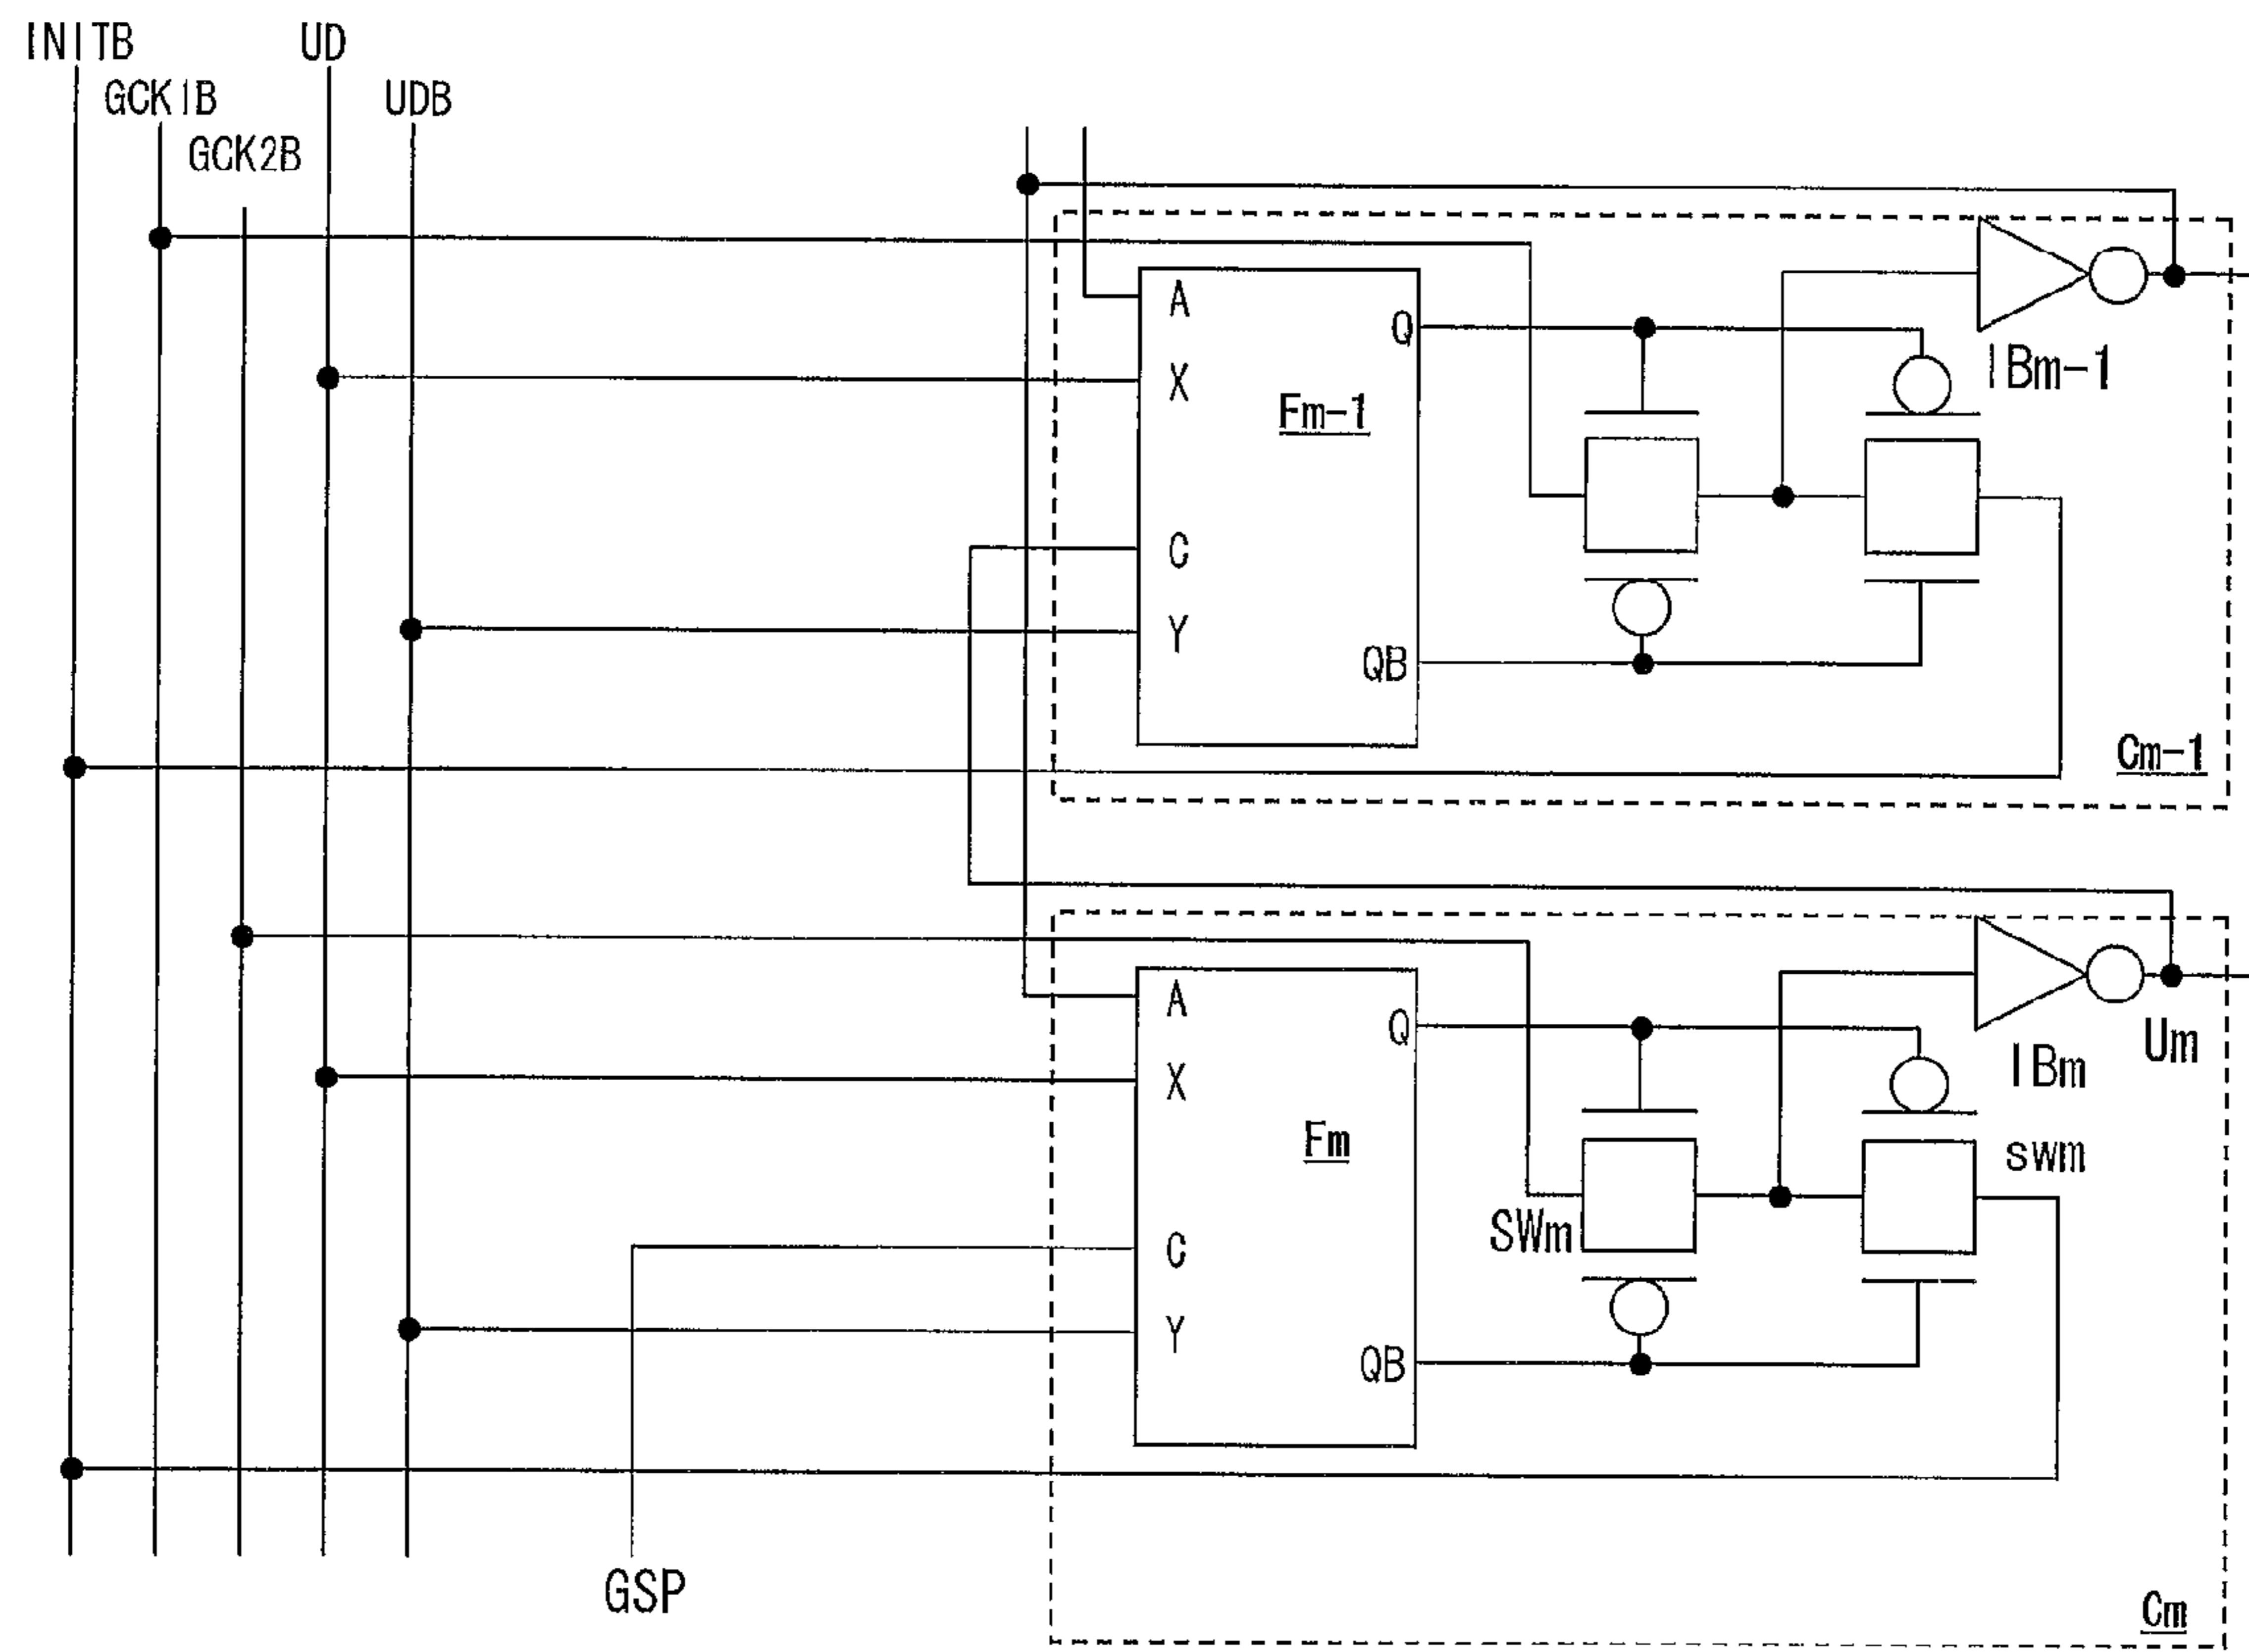 INITB
UD
GCK1B
UDB
GCK2B
A
Q
X
Fm-1
IBm-1
C
Y
QB
Cm-1
A
Q
Um
X
IBm
Fm
swm
SWm
C
Y
QB
GSP
Cm